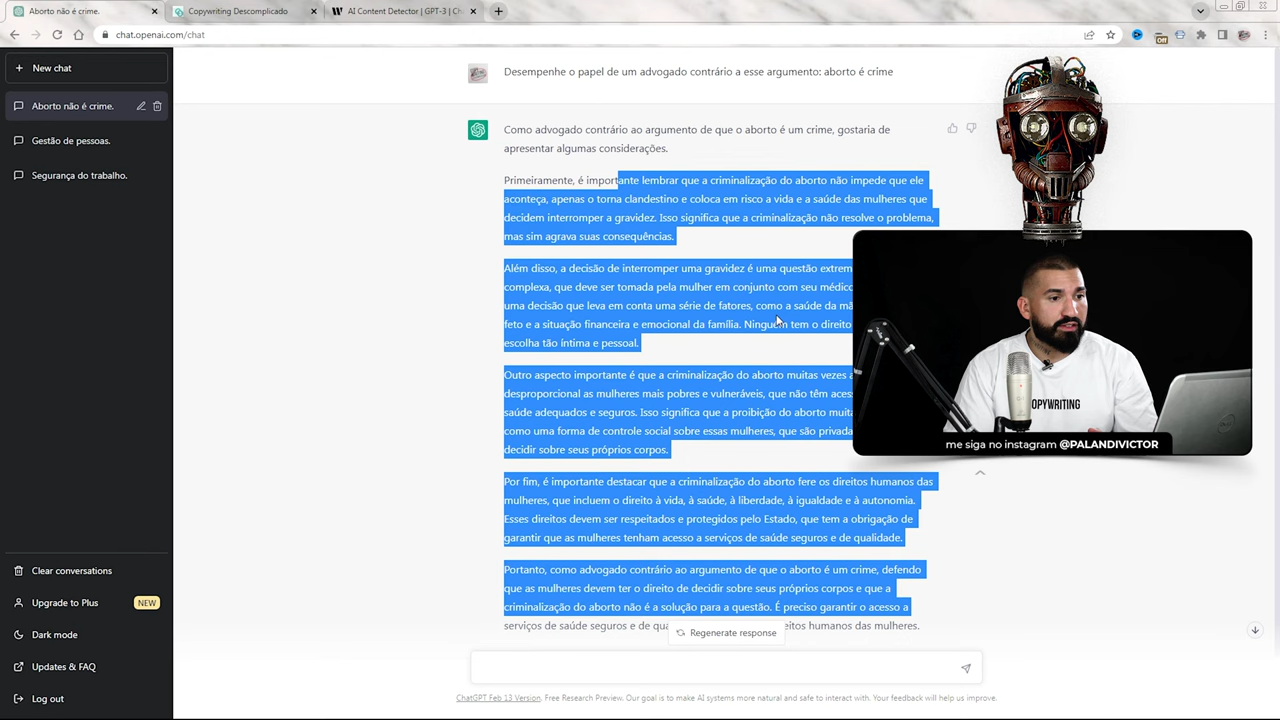 Aborto não é crime.
Copywriting Descomplicado
AI Content Detector | GPT-3 | Ch
chat.openai.com/chat
Off
New chat
Aborto não é crime.
Gestão de pessoas.
Segurança do trabalho.
Clear conversations
Upgrade to Plus
NEW
Dark mode
Updates & FAQ
Log out
Desempenhe o papel de um advogado contrário a esse argumento: aborto é crime
Como advogado contrário ao argumento de que o aborto é um crime, gostaria de
apresentar algumas considerações.
Primeiramente, é importante lembrar que a criminalização do aborto não impede que ele
aconteça, apenas o torna clandestino e coloca em risco a vida e a saúde das mulheres que
decidem interromper a gravidez. Isso significa que a criminalização não resolve o problema,
mas sim agrava suas consequências.
Além disso, a decisão de interromper uma gravidez é uma questão extrem
complexa, que deve ser tomada pela mulher em conjunto com seu médico
uma decisão que leva em conta uma série de fatores, como a saúde da mã
feto e a situação financeira e emocional da família. Ninguém tem o direito
escolha tão íntima e pessoal.
Outro aspecto importante é que a criminalização do aborto muitas vezes a
desproporcional as mulheres mais pobres e vulneráveis, que não têm acess
saúde adequados e seguros. Isso significa que a proibição do aborto muita
como uma forma de controle social sobre essas mulheres, que são privada
decidir sobre seus próprios corpos.
Por fim, é importante destacar que a criminalização do aborto fere os direitos humanos das
mulheres, que incluem o direito à vida, à saúde, à liberdade, à igualdade e à autonomia.
Esses direitos devem ser respeitados e protegidos pelo Estado, que tem a obrigação de
garantir que as mulheres tenham acesso a serviços de saúde seguros e de qualidade.
Portanto, como advogado contrário ao argumento de que o aborto é um crime, defendo
que as mulheres devem ter o direito de decidir sobre seus próprios corpos e que a
criminalização do aborto não é a solução para a questão. É preciso garantir o acesso a
serviços de saúde seguros e de qua eitos humanos das mulheres.
Regenerate response
ChatGPT Feb 13 Version. Free Research Preview. Our goal is to make AI systems more natural and safe to interact with. Your feedback will help us improve.
COPYWRITING
me siga no instagram @PALANDIVICTOR